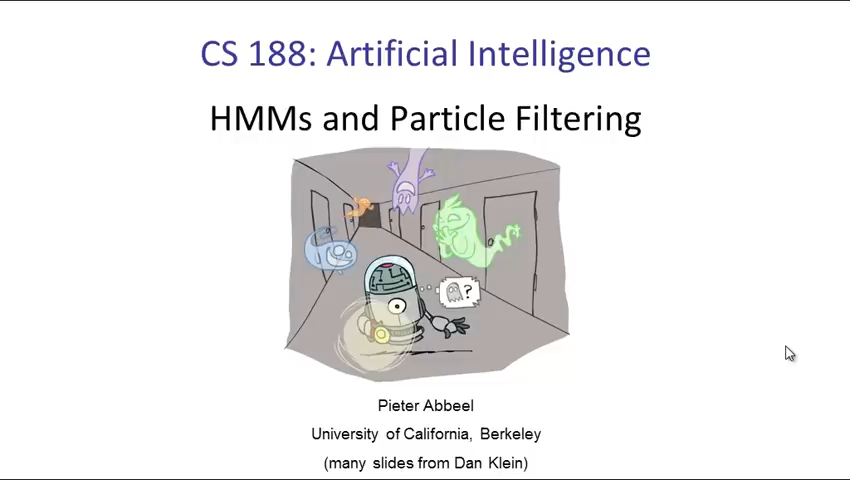 CS 188: Artificial Intelligence
HMMs and Particle Filtering
?
Pieter Abbeel
University of California, Berkeley
(many slides from Dan Klein)